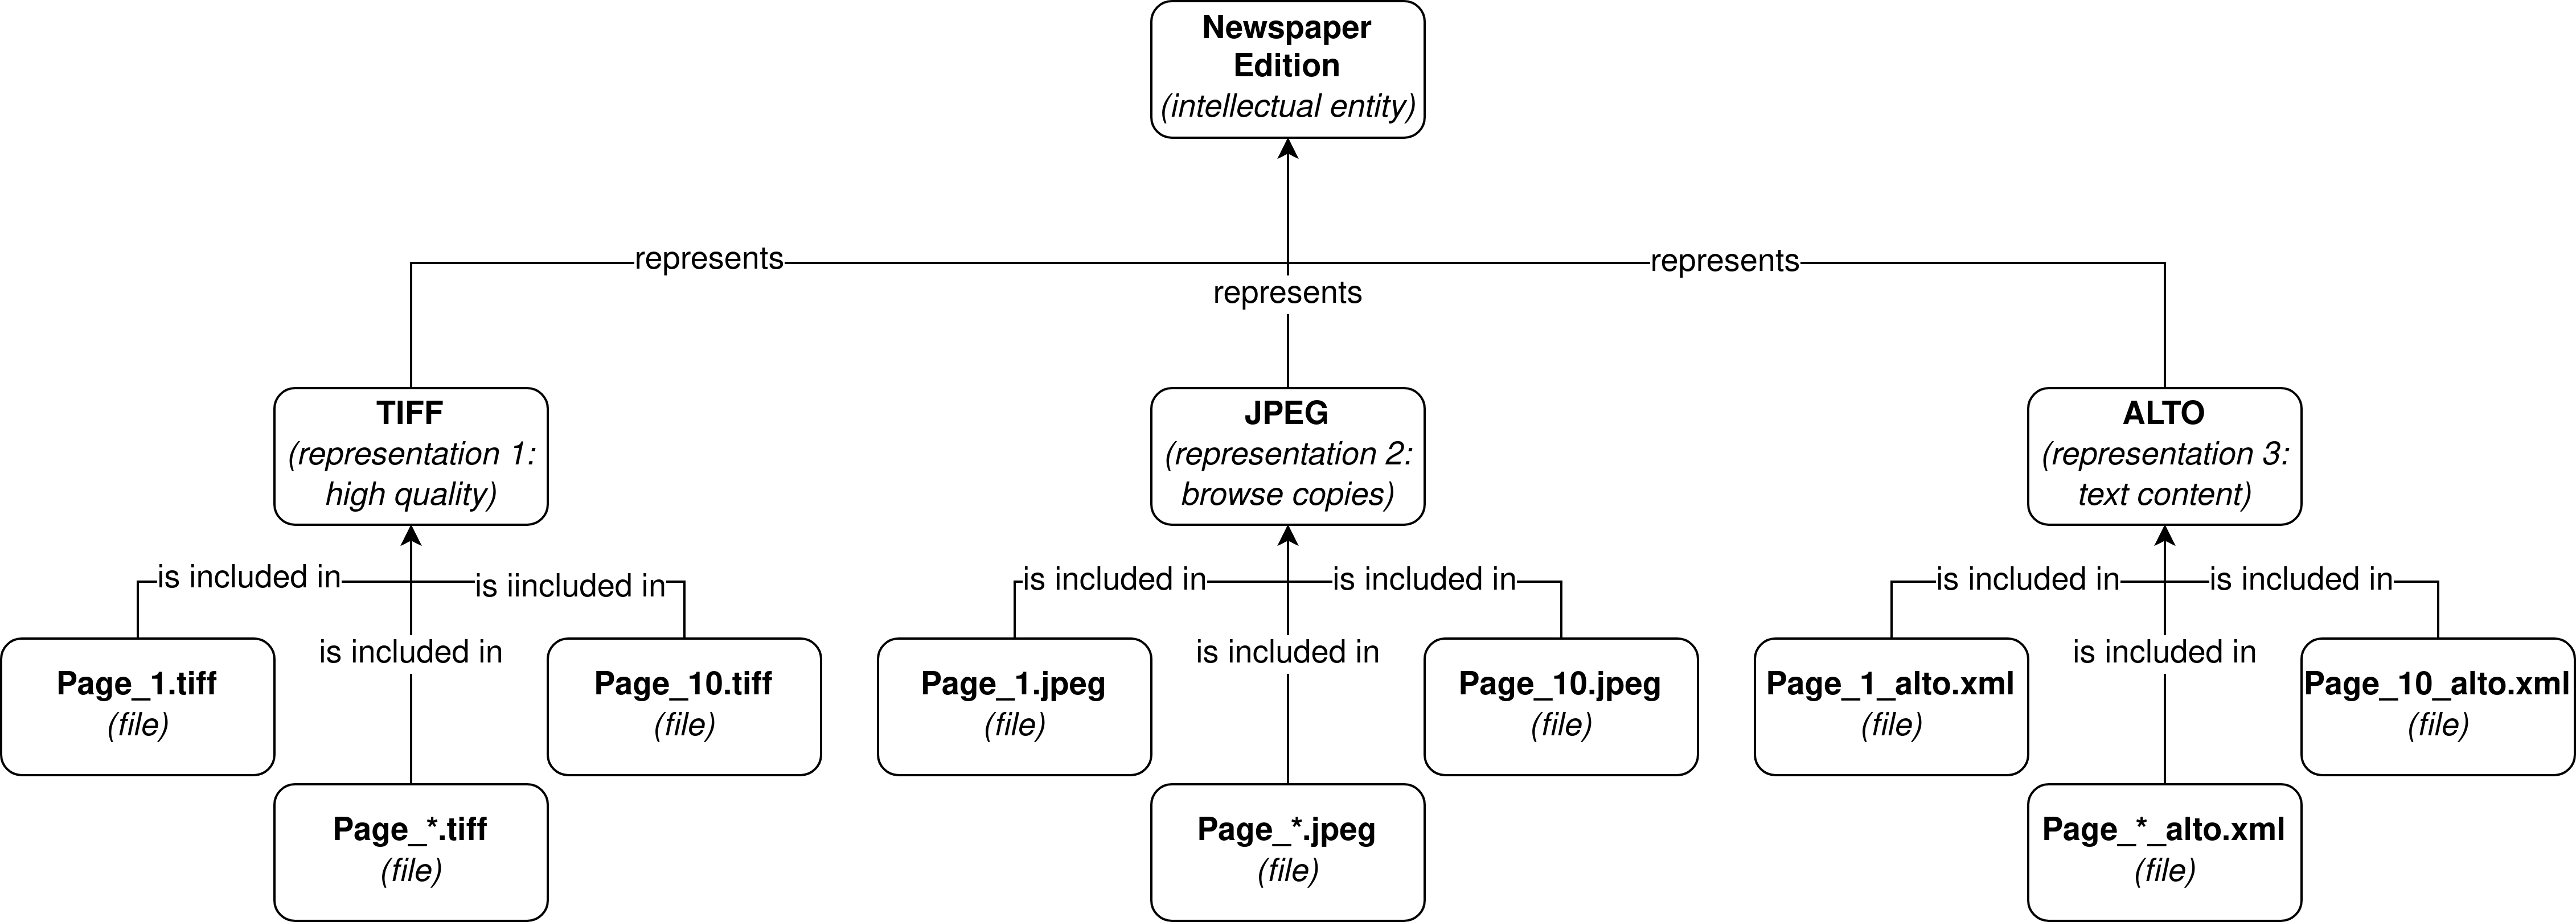 Newspaper
Edition
(intellectual entity)
represents
represents
represents
TIFF
(representation 1:
high quality)
JPEG
(representation 2:
browse copies)
ALTO
(representation 3:
text content)
is included in
is iincluded in
is included in
is included in
is included in
is included in
is included in
is included in
is included in
Page_1.tiff
(file)
Page_10.tiff
(file)
Page_1.jpeg
(file)
Page_10.jpeg
(file)
Page_1_alto.xml
(file)
Page_10_alto.xml
(file)
Page_*.tiff
(file)
Page_*.jpeg
(file)
Page_*_alto.xml
(file)